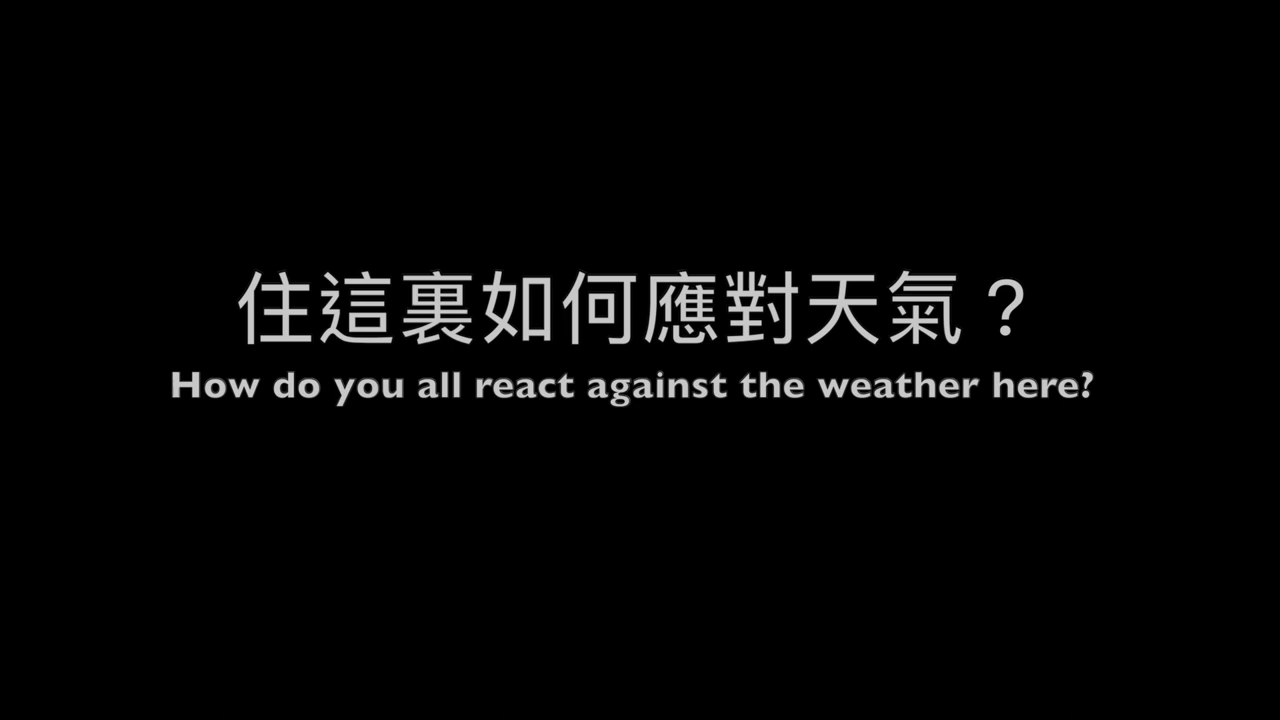 住這裏如何應對天氣？
How do you all react against the weather here?